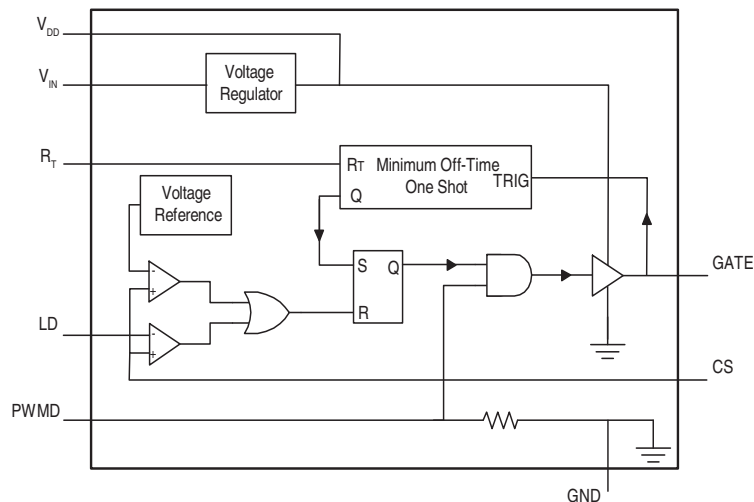 VDD
VIN
Voltage
Regulator
RT
RT
Minimum Off-Time
One Shot
TRIG
Q
Voltage
Reference
S
Q
R
-
+
-
+
GATE
LD
CS
PWMD
GND